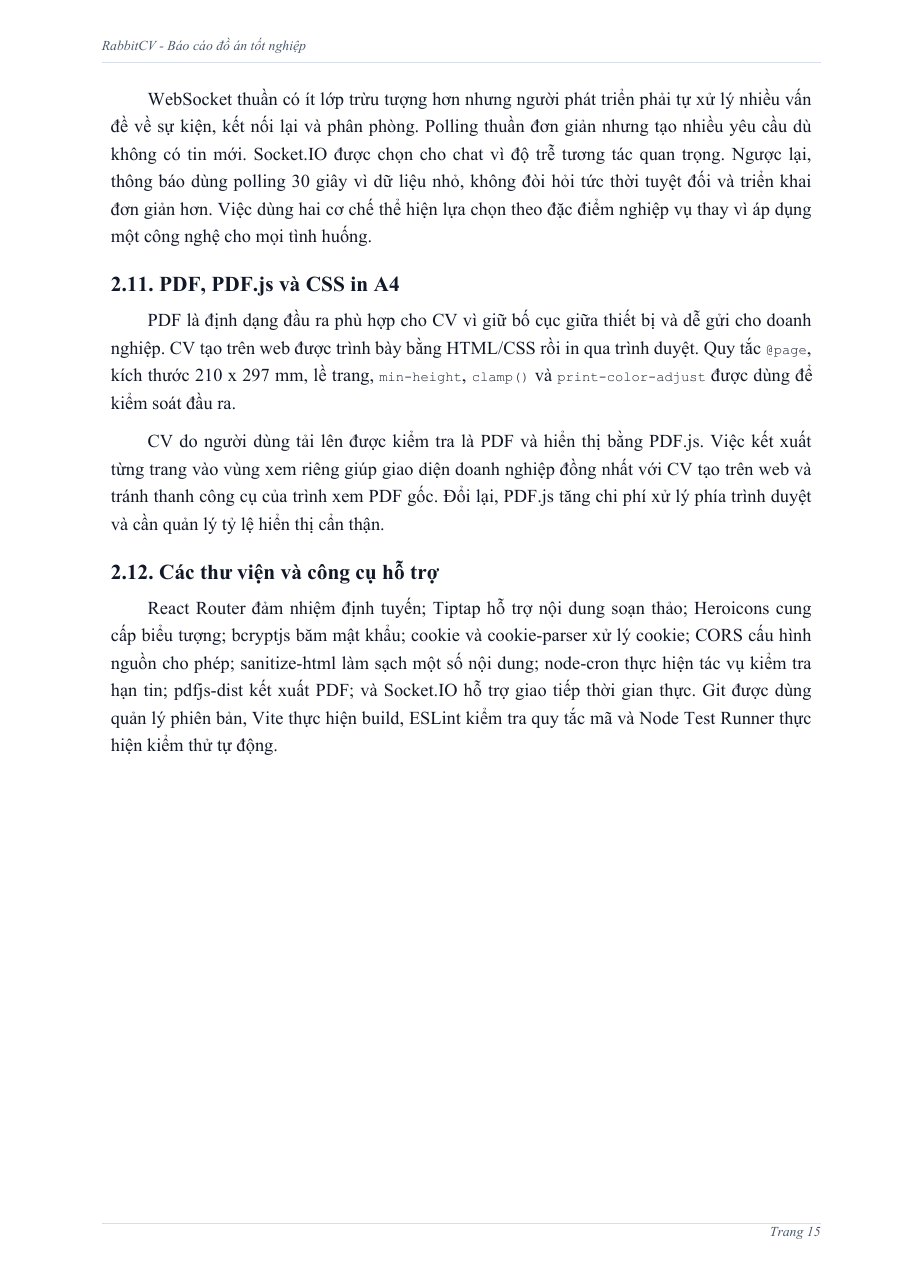 RabbitCV - Báo cáo đồ án tốt nghiệp
WebSocket thuần có ít lớp trừu tượng hơn nhưng người phát triển phải tự xử lý nhiều vấn
đề về sự kiện, kết nối lại và phân phòng. Polling thuần đơn giản nhưng tạo nhiều yêu cầu dù
không có tin mới. Socket.IO được chọn cho chat vì độ trễ tương tác quan trọng. Ngược lại,
thông báo dùng polling 30 giây vì dữ liệu nhỏ, không đòi hỏi tức thời tuyệt đối và triển khai
đơn giản hơn. Việc dùng hai cơ chế thể hiện lựa chọn theo đặc điểm nghiệp vụ thay vì áp dụng
một công nghệ cho mọi tình huống.
2.11. PDF, PDF.js và CSS in A4
PDF là định dạng đầu ra phù hợp cho CV vì giữ bố cục giữa thiết bị và dễ gửi cho doanh
nghiệp. CV tạo trên web được trình bày bằng HTML/CSS rồi in qua trình duyệt. Quy tắc @page,
kích thước 210 x 297 mm, lề trang, min-height, clamp() và print-color-adjust được dùng để
kiểm soát đầu ra.
CV do người dùng tải lên được kiểm tra là PDF và hiển thị bằng PDF.js. Việc kết xuất
từng trang vào vùng xem riêng giúp giao diện doanh nghiệp đồng nhất với CV tạo trên web và
tránh thanh công cụ của trình xem PDF gốc. Đổi lại, PDF.js tăng chi phí xử lý phía trình duyệt
và cần quản lý tỷ lệ hiển thị cẩn thận.
2.12. Các thư viện và công cụ hỗ trợ
React Router đảm nhiệm định tuyến; Tiptap hỗ trợ nội dung soạn thảo; Heroicons cung
cấp biểu tượng; bcryptjs băm mật khẩu; cookie và cookie-parser xử lý cookie; CORS cấu hình
nguồn cho phép; sanitize-html làm sạch một số nội dung; node-cron thực hiện tác vụ kiểm tra
hạn tin; pdfjs-dist kết xuất PDF; và Socket.IO hỗ trợ giao tiếp thời gian thực. Git được dùng
quản lý phiên bản, Vite thực hiện build, ESLint kiểm tra quy tắc mã và Node Test Runner thực
hiện kiểm thử tự động.
Trang 15